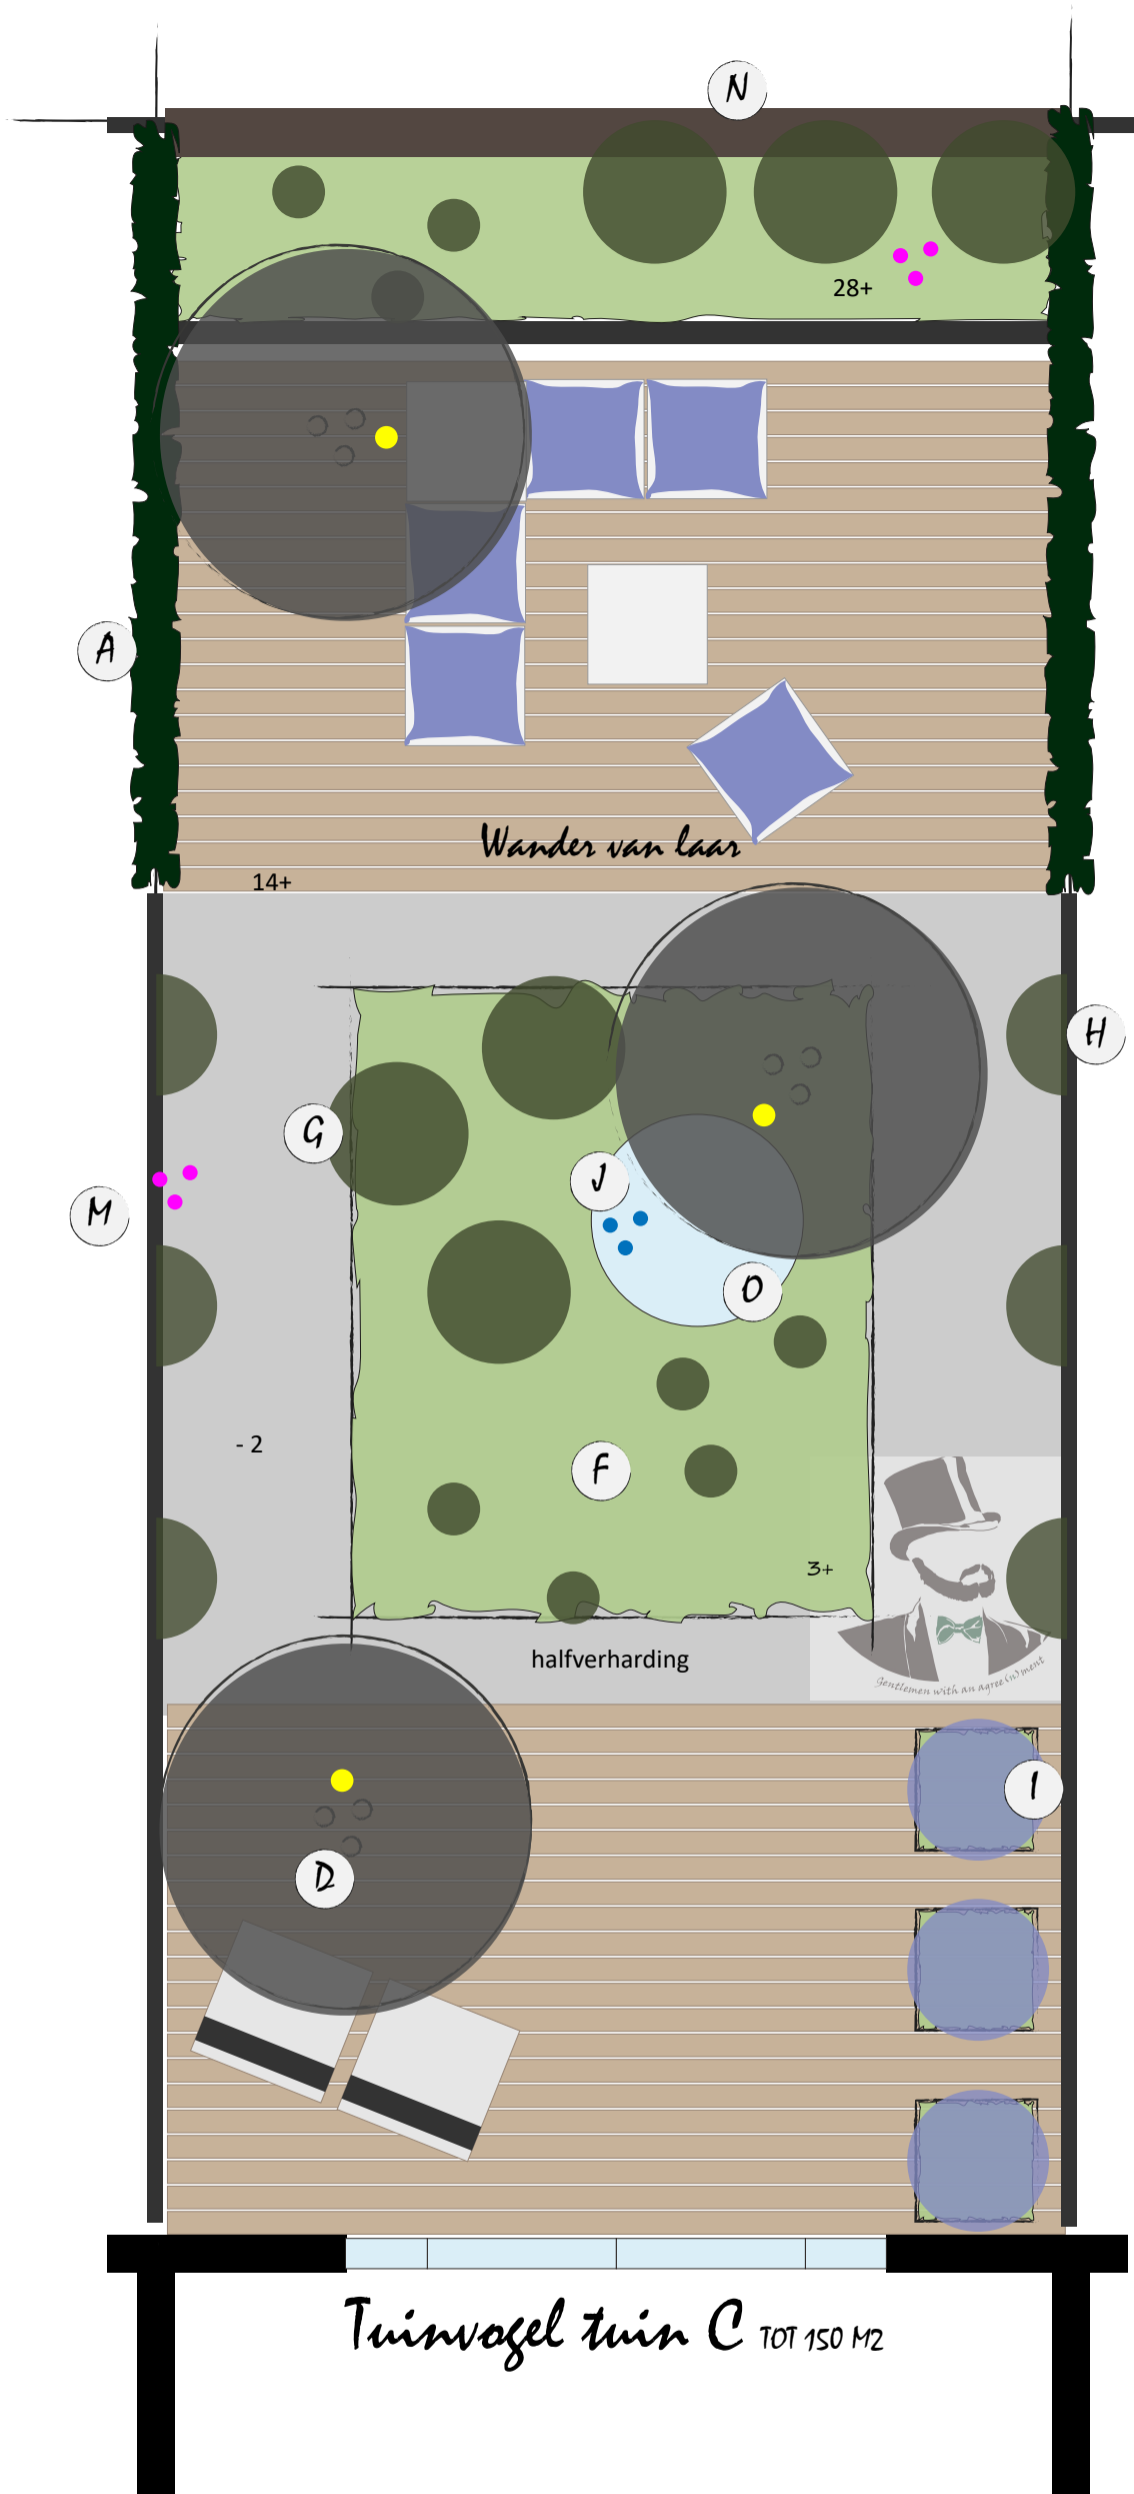 N
28+
A
Wander van laar
14+
H
G
J
M
O
- 2
F
3+
halfverharding
Gentlemen with an agree(n)ment
I
D
Tuinvogel tuin C TOT 150 M2